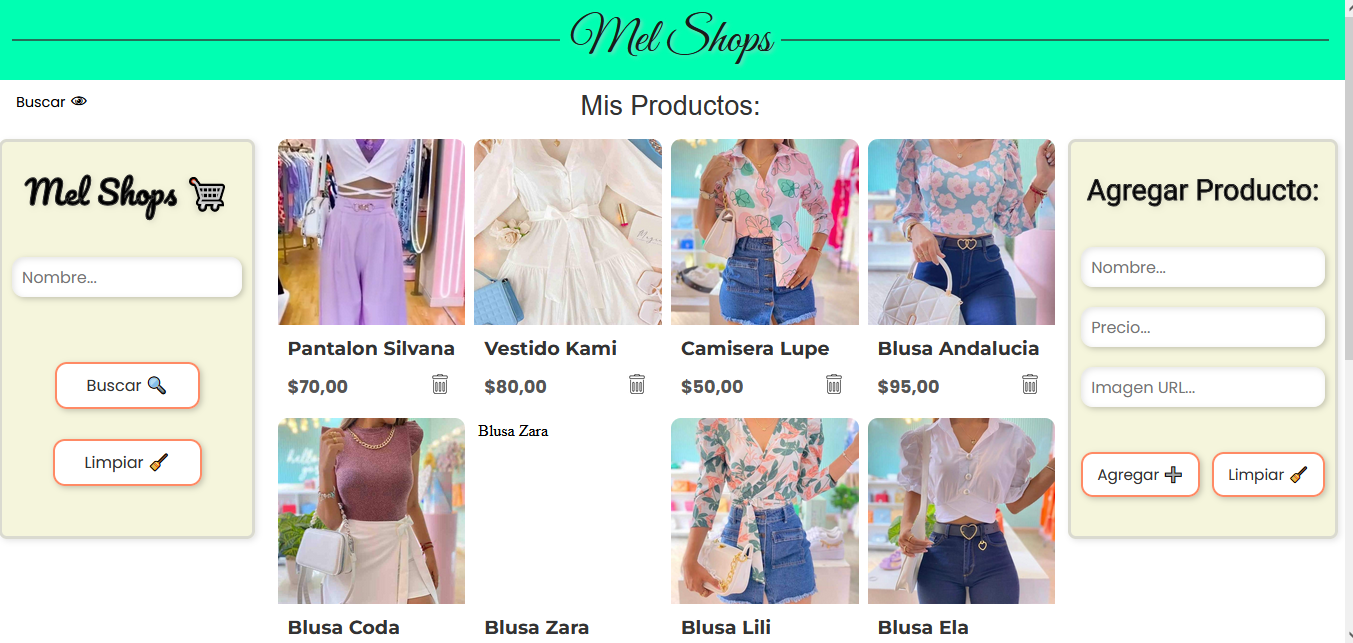 Mel Shops
Buscar
Mis Productos:
Mel Shops
Nombre...
Buscar
Limpiar
Pantalon Silvana
$70,00
Vestido Kami
$80,00
Camisera Lupe
$50,00
Blusa Andalucia
$95,00
Blusa Coda
Blusa Zara
Blusa Zara
Blusa Lili
Blusa Ela
Agregar Producto:
Nombre...
Precio...
Imagen URL...
Agregar
Limpiar